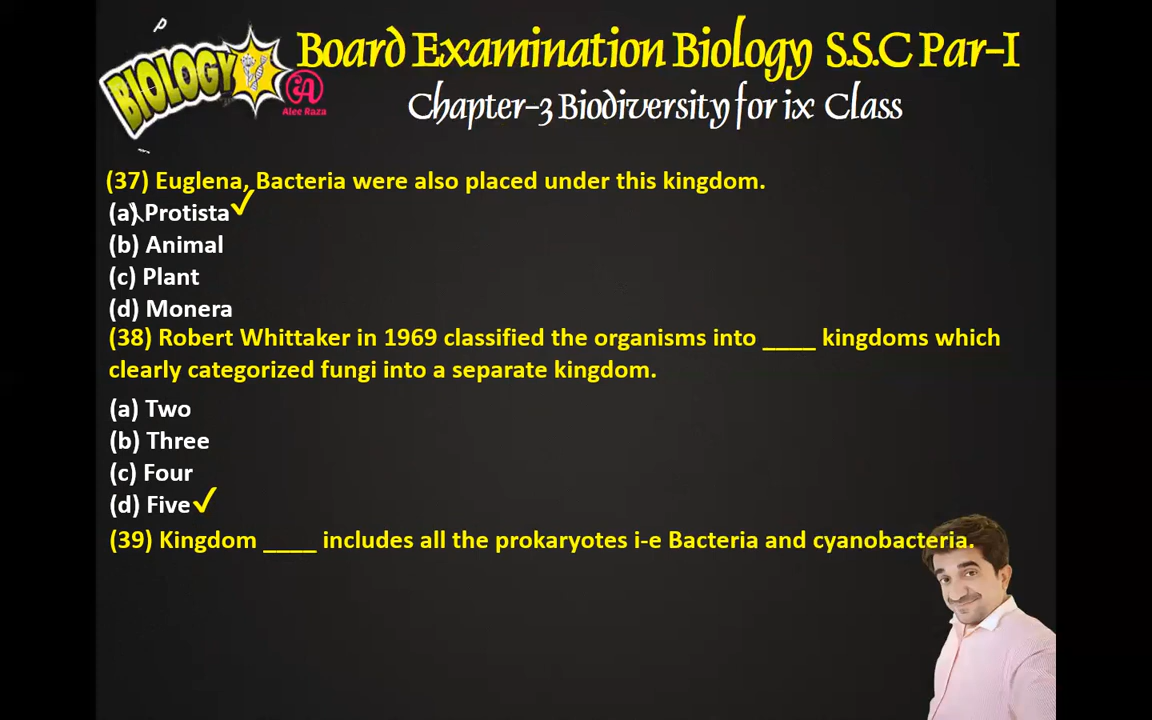 P
BIOLOGY
Alee Raza
Board Examination Biology S.S.C Par-I
Chapter-3 Biodiversity for ix Class
(37) Euglena, Bacteria were also placed under this kingdom.
(a) Protista ✓
(b) Animal
(c) Plant
(d) Monera
(38) Robert Whittaker in 1969 classified the organisms into ____ kingdoms which
clearly categorized fungi into a separate kingdom.
(a) Two
(b) Three
(c) Four
(d) Five ✓
(39) Kingdom ____ includes all the prokaryotes i-e Bacteria and cyanobacteria.